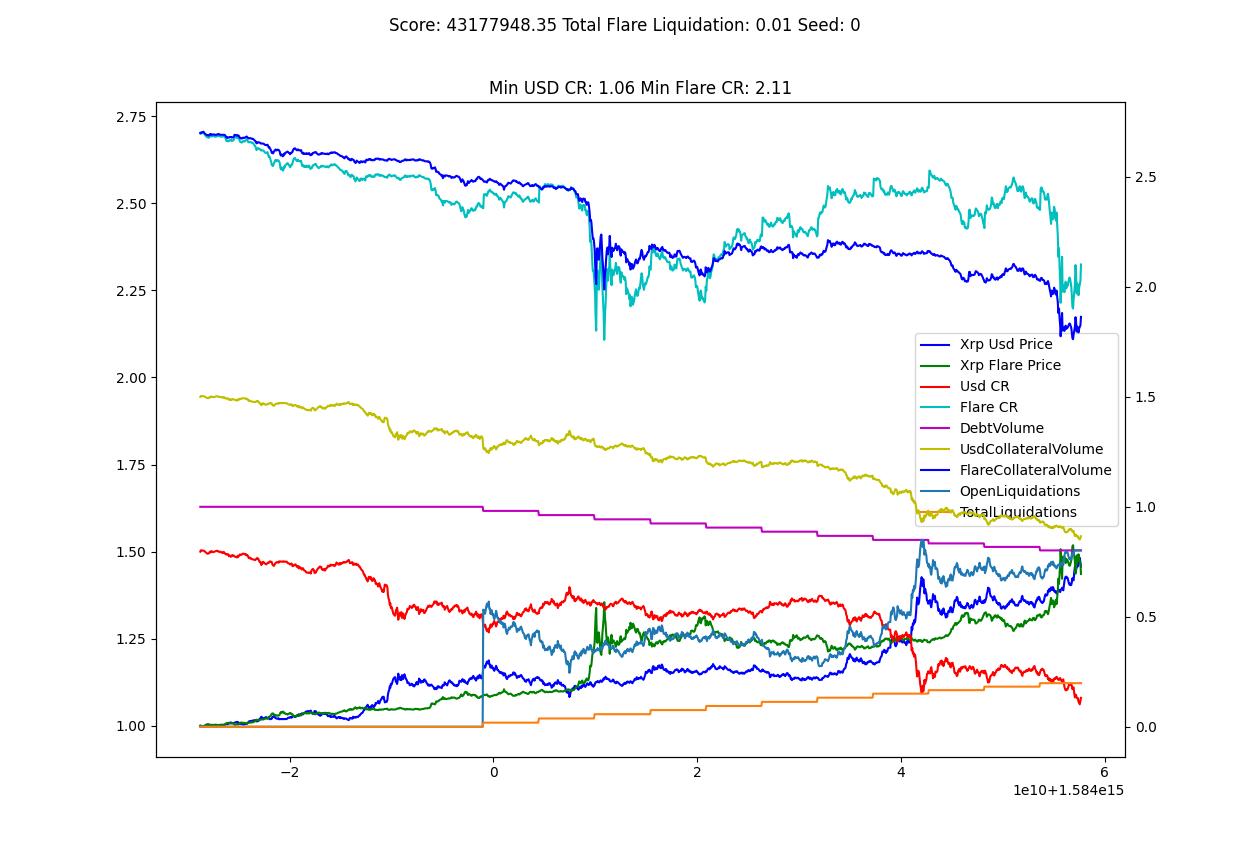 Score: 43177948.35 Total Flare Liquidation: 0.01 Seed: 0
Min USD CR: 1.06 Min Flare CR: 2.11
2.75
2.50
2.25
2.00
1.75
1.50
1.25
1.00
2.5
2.0
1.5
1.0
0.5
0.0
Xrp Usd Price
Xrp Flare Price
Usd CR
Flare CR
DebtVolume
UsdCollateralVolume
FlareCollateralVolume
OpenLiquidations
TotalLiquidations
−2 0 2 4 6
1e10+1.584e15